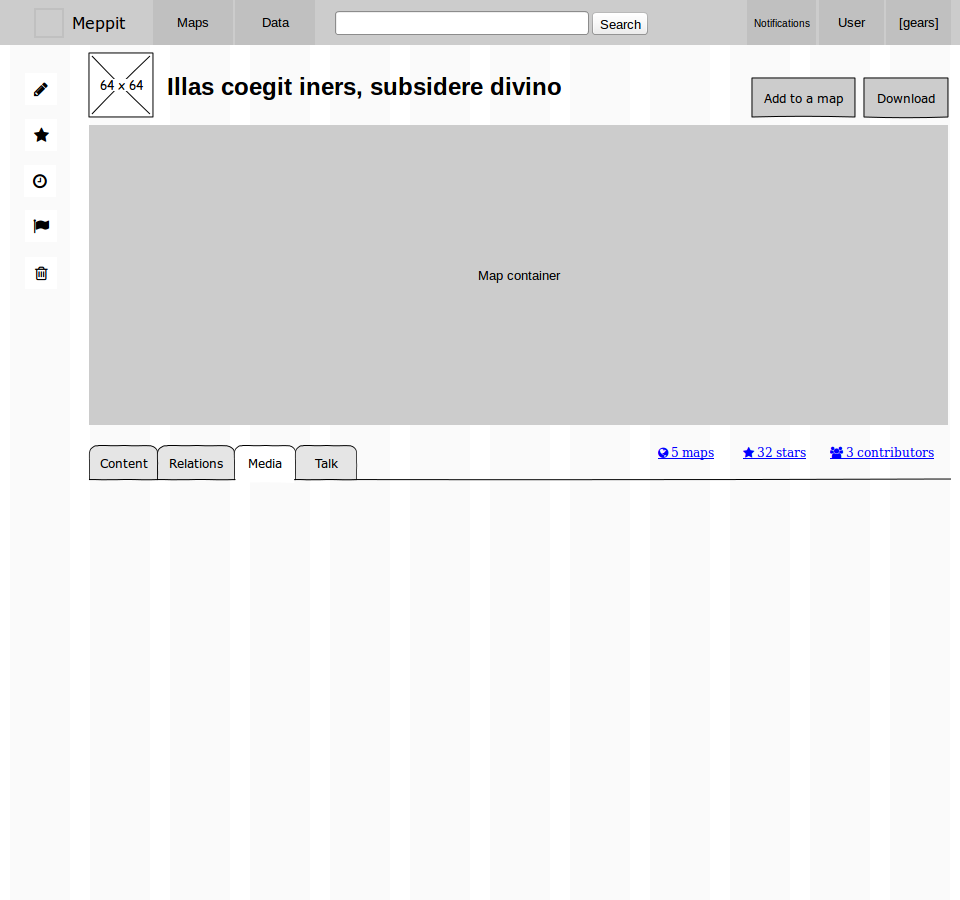 Meppit
Maps
Data
Search
Notifications
User
[gears]
64 x 64
Illas coegit iners, subsidere divino
Add to a map
Download
Map container
Content
Relations
Media
Talk
5 maps
32 stars
3 contributors